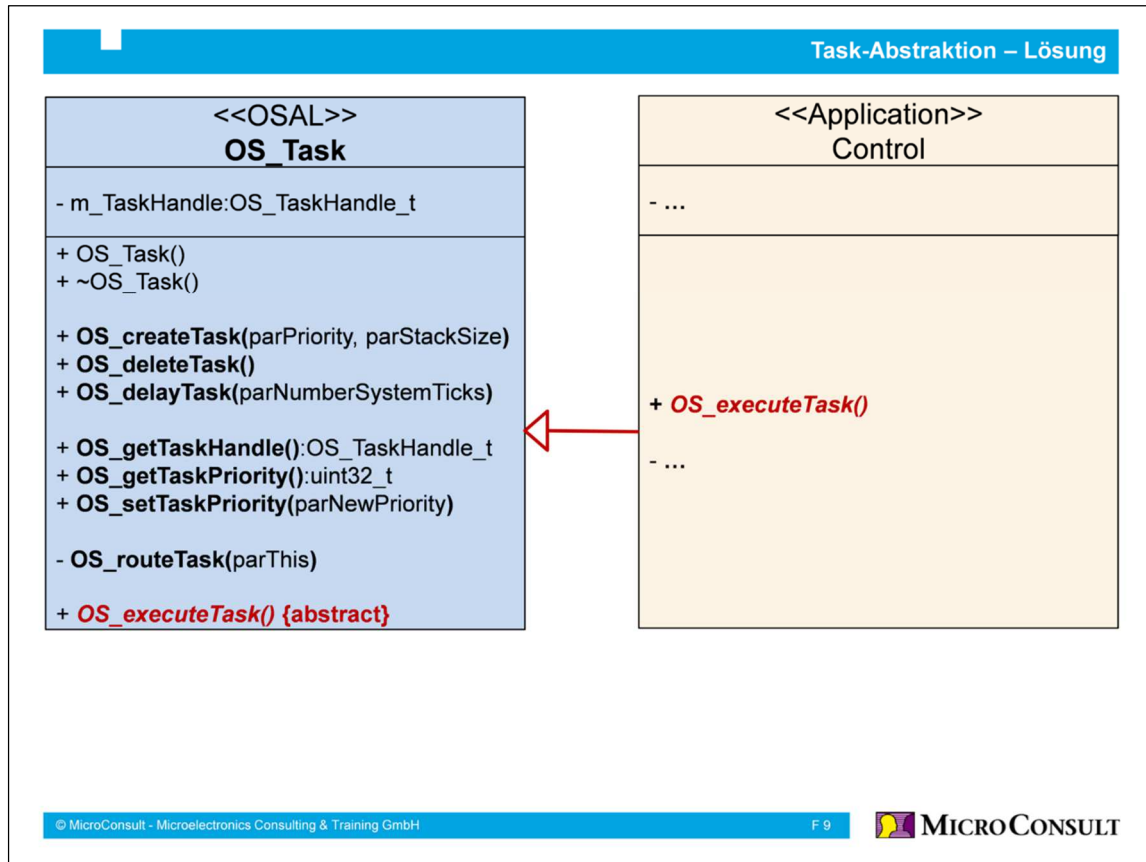 Task-Abstraktion – Lösung
<<OSAL>>
OS_Task
- m_TaskHandle:OS_TaskHandle_t
+ OS_Task()
+ ~OS_Task()
+ OS_createTask(parPriority, parStackSize)
+ OS_deleteTask()
+ OS_delayTask(parNumberSystemTicks)
+ OS_getTaskHandle():OS_TaskHandle_t
+ OS_getTaskPriority():uint32_t
+ OS_setTaskPriority(parNewPriority)
- OS_routeTask(parThis)
+ OS_executeTask() {abstract}
<<Application>>
Control
- ...
+ OS_executeTask()
- ...
© MicroConsult - Microelectronics Consulting & Training GmbH
F 9
MICROCONSULT